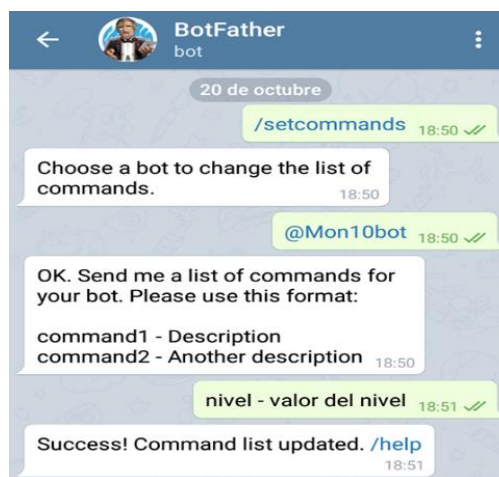 BotFather
bot
20 de octubre
/setcommands 18:50
Choose a bot to change the list of
commands. 18:50
@Mon10bot 18:50
OK. Send me a list of commands for
your bot. Please use this format:
command1 - Description
command2 - Another description 18:50
nivel - valor del nivel 18:51
Success! Command list updated. /help
18:51